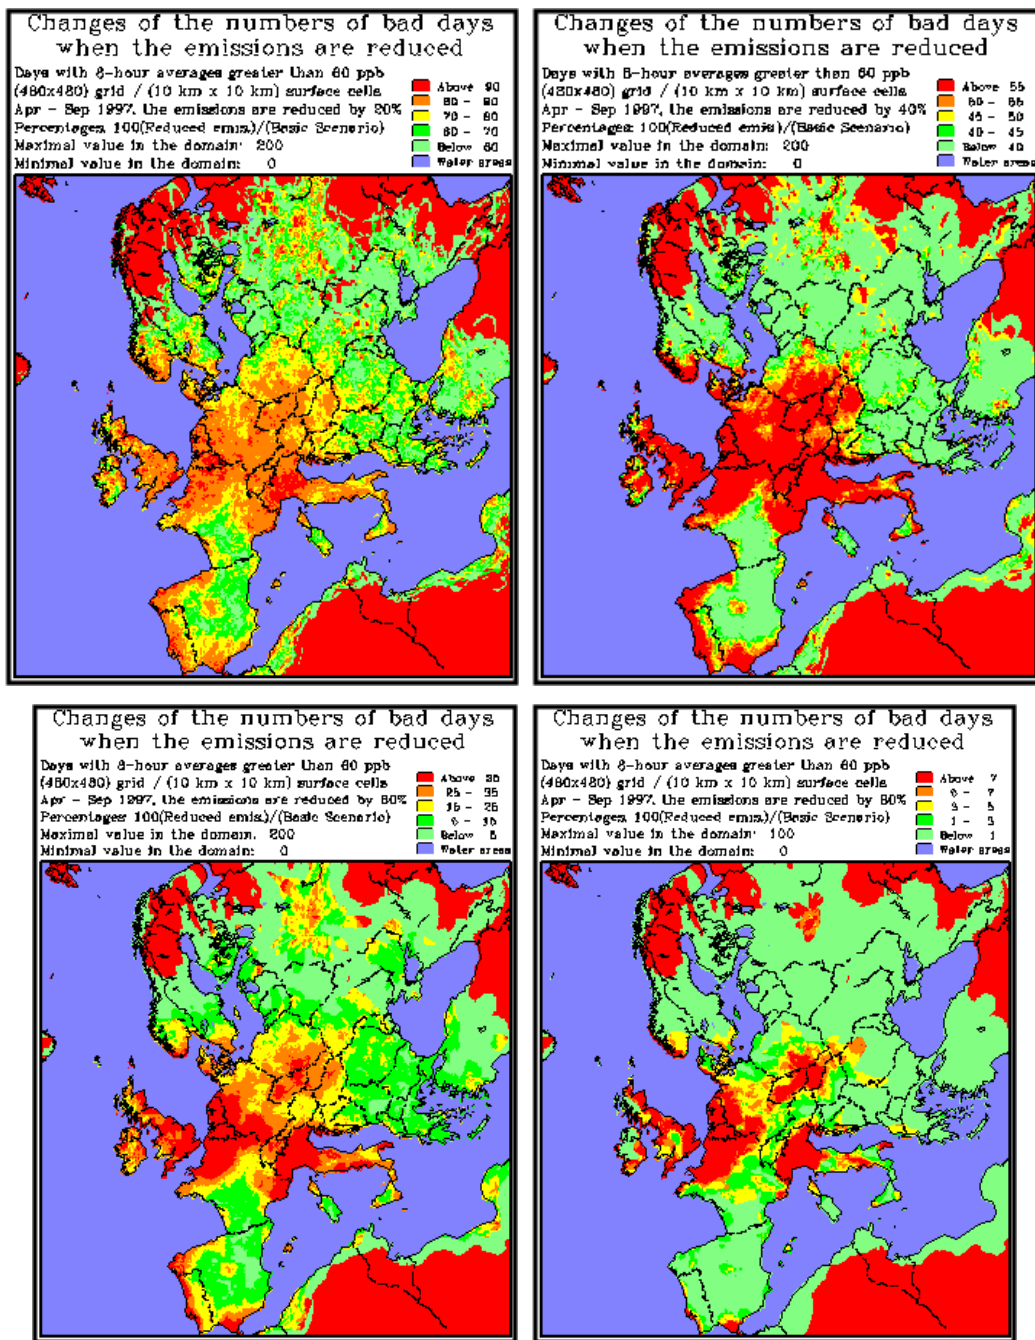 Changes of the numbers of bad days
when the emissions are reduced
Days with 8-hour averages greater than 60 ppb
(480x480) grid / (10 km x 10 km) surface cells
Apr - Sep 1997, the emissions are reduced by 20%
Percentages 100(Reduced emis.)/(Basic Scenario)
Maximal value in the domain: 200
Minimal value in the domain: 0
Above 90
80 - 90
70 - 80
60 - 70
Below 60
Water areas
Changes of the numbers of bad days
when the emissions are reduced
Days with 8-hour averages greater than 60 ppb
(480x480) grid / (10 km x 10 km) surface cells
Apr - Sep 1997, the emissions are reduced by 40%
Percentages 100(Reduced emis)/(Basic Scenario)
Maximal value in the domain: 200
Minimal value in the domain: 0
Above 55
50 - 55
45 - 50
40 - 45
Below 40
Water areas
Changes of the numbers of bad days
when the emissions are reduced
Days with 8-hour averages greater than 60 ppb
(480x480) grid / (10 km x 10 km) surface cells
Apr - Sep 1997, the emissions are reduced by
Percentages 100(Reduced emis.)/(Basic Scenario)
Maximal value in the domain: 200
Minimal value in the domain: 0
Above
25 -
- 25
Below
Water areas
Changes of the numbers of bad days
when the emissions are reduced
Days with 8-hour averages greater than 60 ppb
(480x480) grid / (10 km x 10 km) surface cells
Apr - Sep 1997, the emissions are reduced by
Percentages 100(Reduced emis.)/(Basic Scenario)
Maximal value in the domain: 100
Minimal value in the domain: 0
Above 7
- 7
3 - 5
1 - 3
Below 1
Water areas